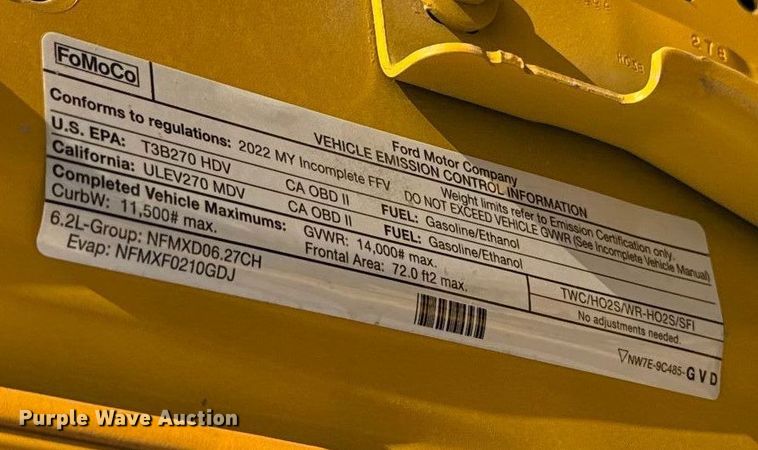 FoMoCo
Ford Motor Company
VEHICLE EMISSION CONTROL INFORMATION
Conforms to regulations: 2022 MY Incomplete FFV
Weight limits refer to Emission Certification only.
DO NOT EXCEED VEHICLE GVWR (See Incomplete Vehicle Manual)
U.S. EPA: T3B270 HDV CA OBD II FUEL: Gasoline/Ethanol
California: ULEV270 MDV CA OBD II FUEL: Gasoline/Ethanol
Completed Vehicle Maximums: GVWR: 14,000# max.
CurbW: 11,500# max. Frontal Area: 72.0 ft2 max.
6.2L-Group: NFMXD06.27CH
Evap: NFMXF0210GDJ
TWC/HO2S/WR-HO2S/SFI
No adjustments needed.
NW7E-9C485-GVD
Purple Wave Auction